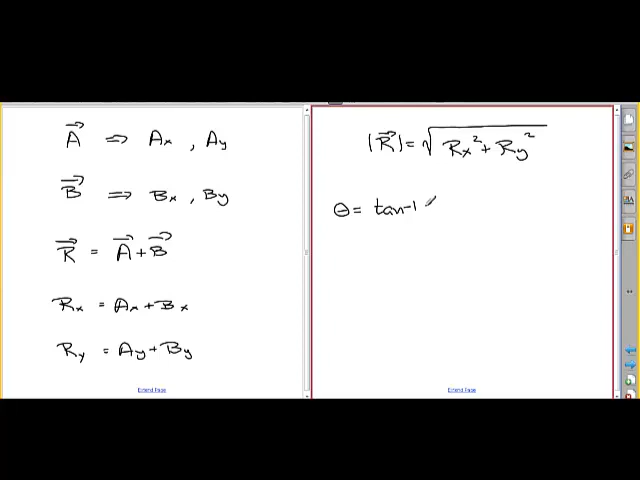 A⃗ ⇒ Ax , Ay
B⃗ ⇒ Bx , By
R⃗ = A⃗ + B⃗
Rx = Ax + Bx
Ry = Ay + By
Extend Page
|R⃗| = √Rx² + Ry²
θ = tan-1
Extend Page